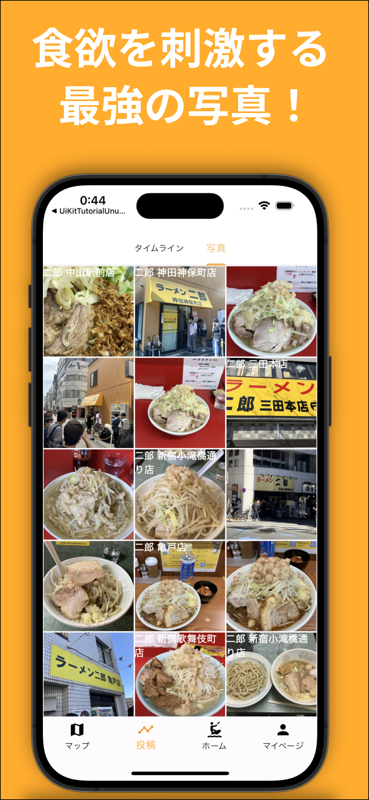 食欲を刺激する
最強の写真！
0:44
◀ UiKitTutorialUnu...
タイムライン
写真
二郎 中山駅前店
二郎 神田神保町店
ラーメン二郎
神田神保町店
二郎 三田本店
ラーメン
二郎 三田本店
二郎 新宿小滝橋通
り店
二郎 亀戸店
ラーメン二郎 亀戸店
二郎 新宿歌舞伎町
店
二郎 新宿小滝橋通
り店
マップ
投稿
ホーム
マイページ